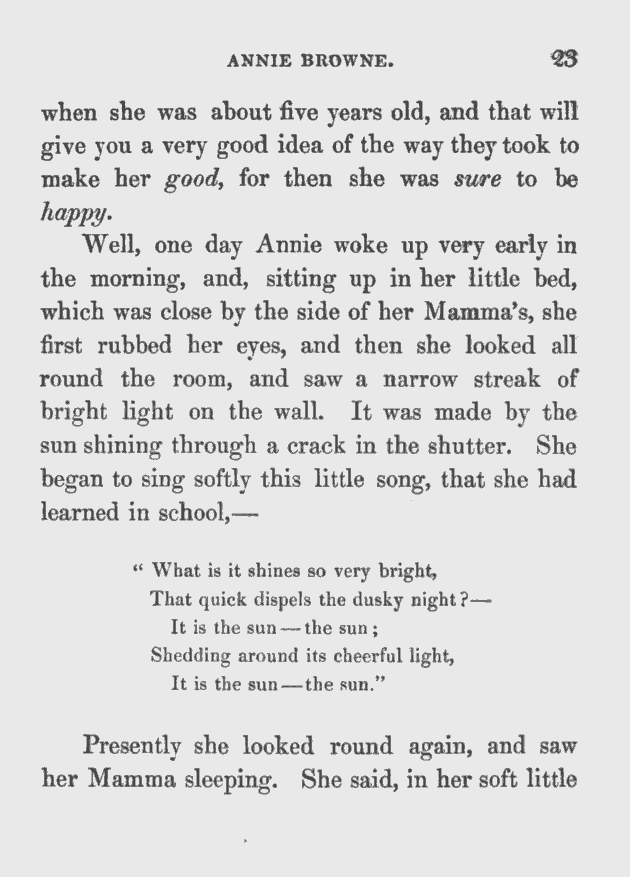 ANNIE BROWNE. 23
when she was about five years old, and that will
give you a very good idea of the way they took to
make her good, for then she was sure to be
happy.
Well, one day Annie woke up very early in
the morning, and, sitting up in her little bed,
which was close by the side of her Mamma's, she
first rubbed her eyes, and then she looked all
round the room, and saw a narrow streak of
bright light on the wall. It was made by the
sun shining through a crack in the shutter. She
began to sing softly this little song, that she had
learned in school,—
“ What is it shines so very bright,
That quick dispels the dusky night?—
It is the sun — the sun ;
Shedding around its cheerful light,
It is the sun — the sun.”
Presently she looked round again, and saw
her Mamma sleeping. She said, in her soft little